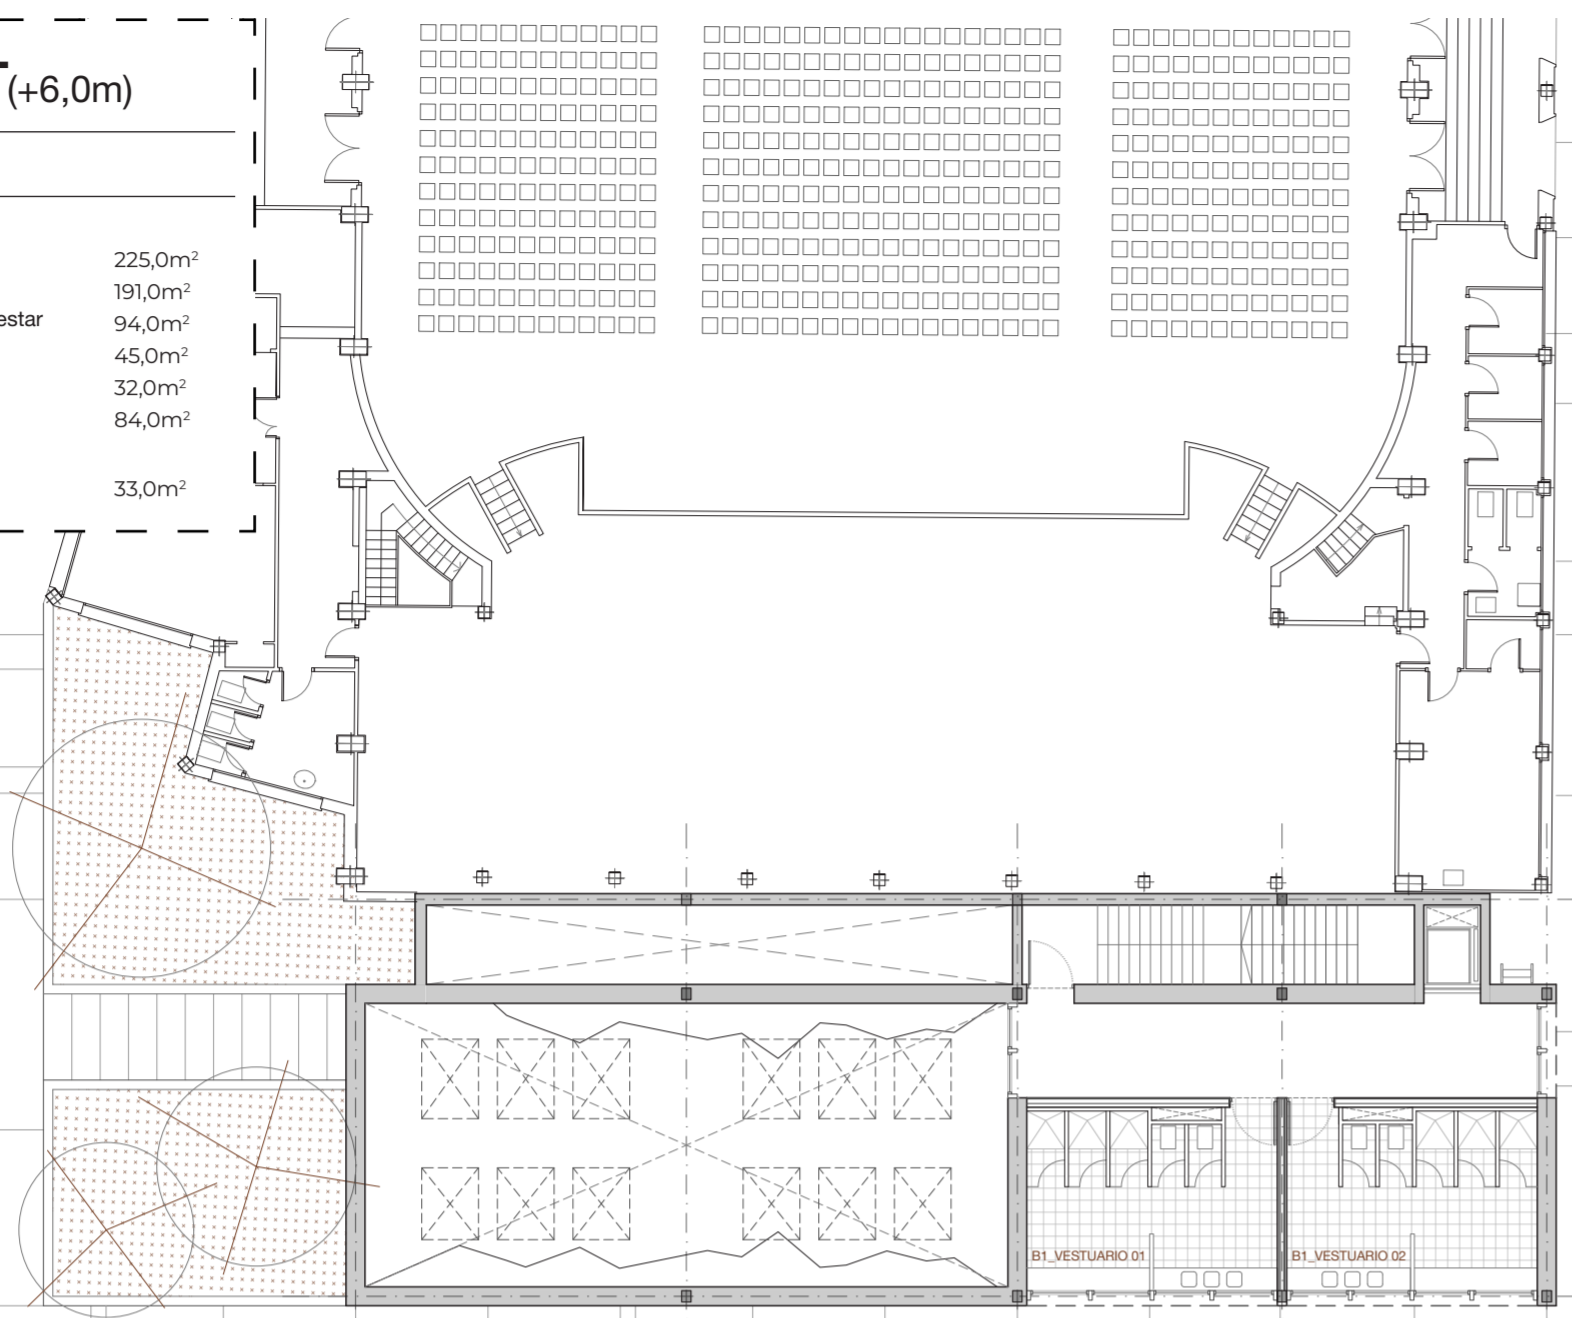 (+6,0m)
225,0m²
191,0m²
estar 94,0m²
45,0m²
32,0m²
84,0m²
33,0m²
B1_VESTUARIO 01
B1_VESTUARIO 02